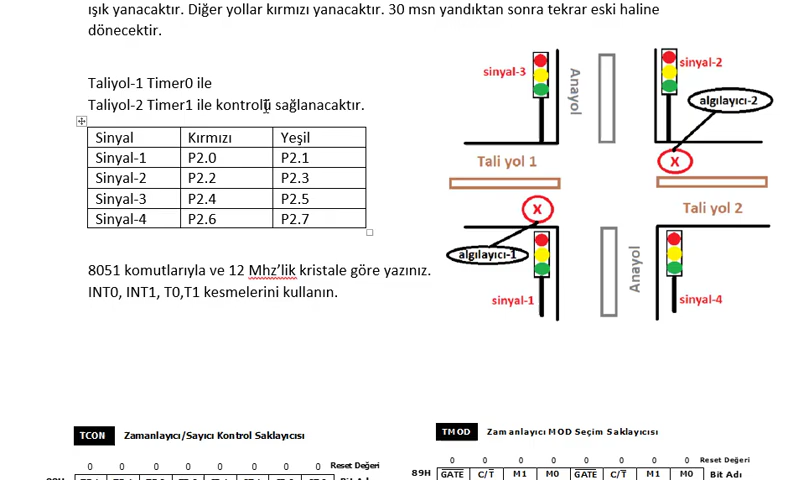 ışık yanacaktır. Diğer yollar kırmızı yanacaktır. 30 msn yandıktan sonra tekrar eski haline
dönecektir.
Taliyol-1 Timer0 ile
Taliyol-2 Timer1 ile kontrolü sağlanacaktır.
Sinyal Kırmızı Yeşil
Sinyal-1 P2.0 P2.1
Sinyal-2 P2.2 P2.3
Sinyal-3 P2.4 P2.5
Sinyal-4 P2.6 P2.7
8051 komutlarıyla ve 12 Mhz’lik kristale göre yazınız.
INT0, INT1, T0,T1 kesmelerini kullanın.
sinyal-3
Anayol
sinyal-2
algılayıcı-2
Tali yol 1
X
X
Tali yol 2
algılayıcı-1
Anayol
sinyal-1
sinyal-4
TCON Zamanlayıcı/Sayıcı Kontrol Saklayıcısı
0 0 0 0 0 0 0 0 Reset Değeri
TMOD Zamanlayıcı MOD Seçim Saklayıcısı
0 0 0 0 0 0 0 0 Reset Değeri
89H GATE C/T M1 M0 GATE C/T M1 M0 Bit Adı